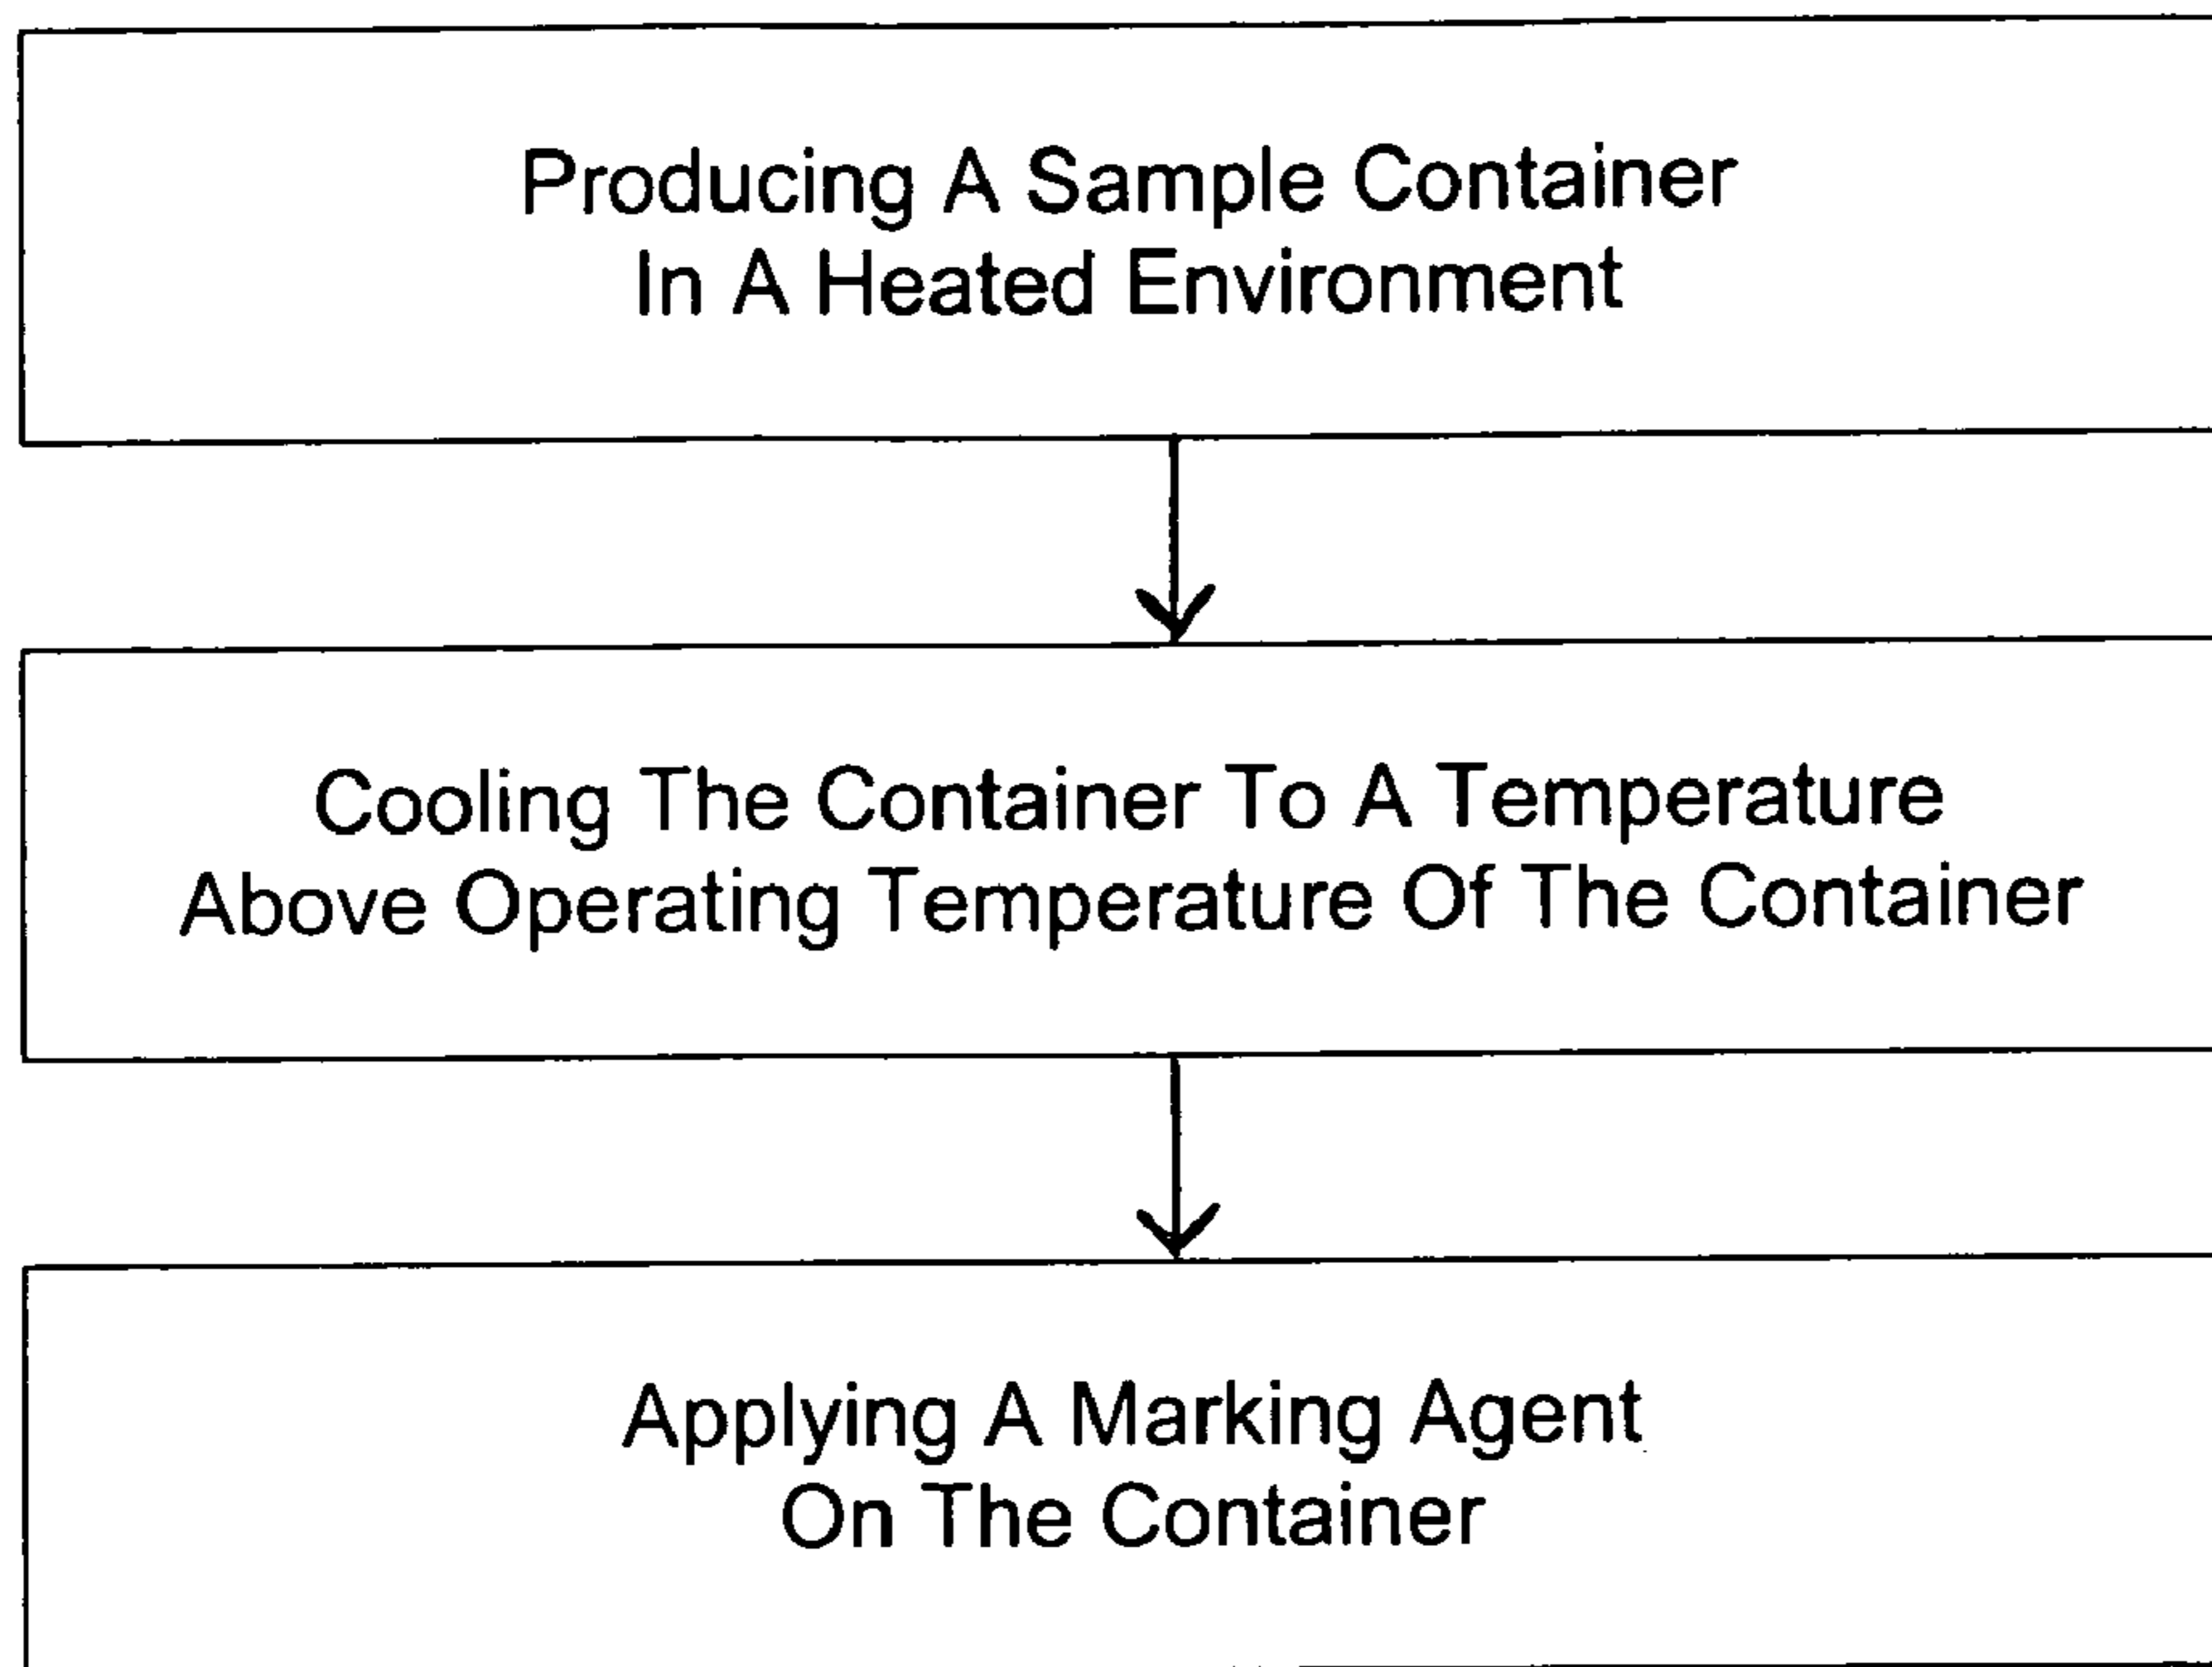 Producing A Sample Container
In A Heated Environment
Cooling The Container To A Temperature
Above Operating Temperature Of The Container
Applying A Marking Agent
On The Container